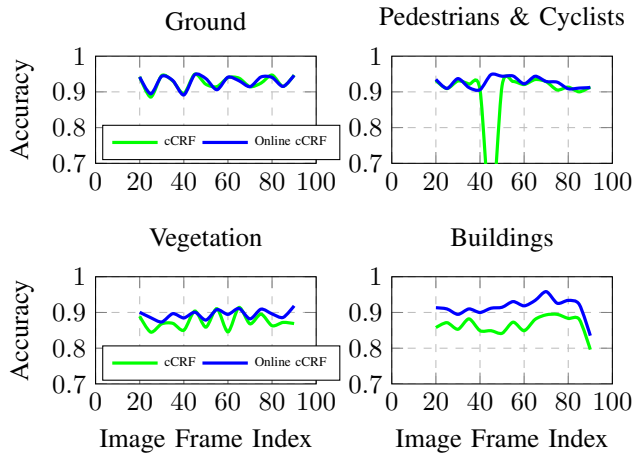 Ground
Pedestrians & Cyclists
Accuracy
1
0.9
0.8
0.7
cCRF
Online cCRF
0 20 40 60 80 100
1
0.9
0.8
0.7
0 20 40 60 80 100
Vegetation
Buildings
Accuracy
1
0.9
0.8
0.7
cCRF
Online cCRF
0 20 40 60 80 100
Image Frame Index
1
0.9
0.8
0.7
0 20 40 60 80 100
Image Frame Index